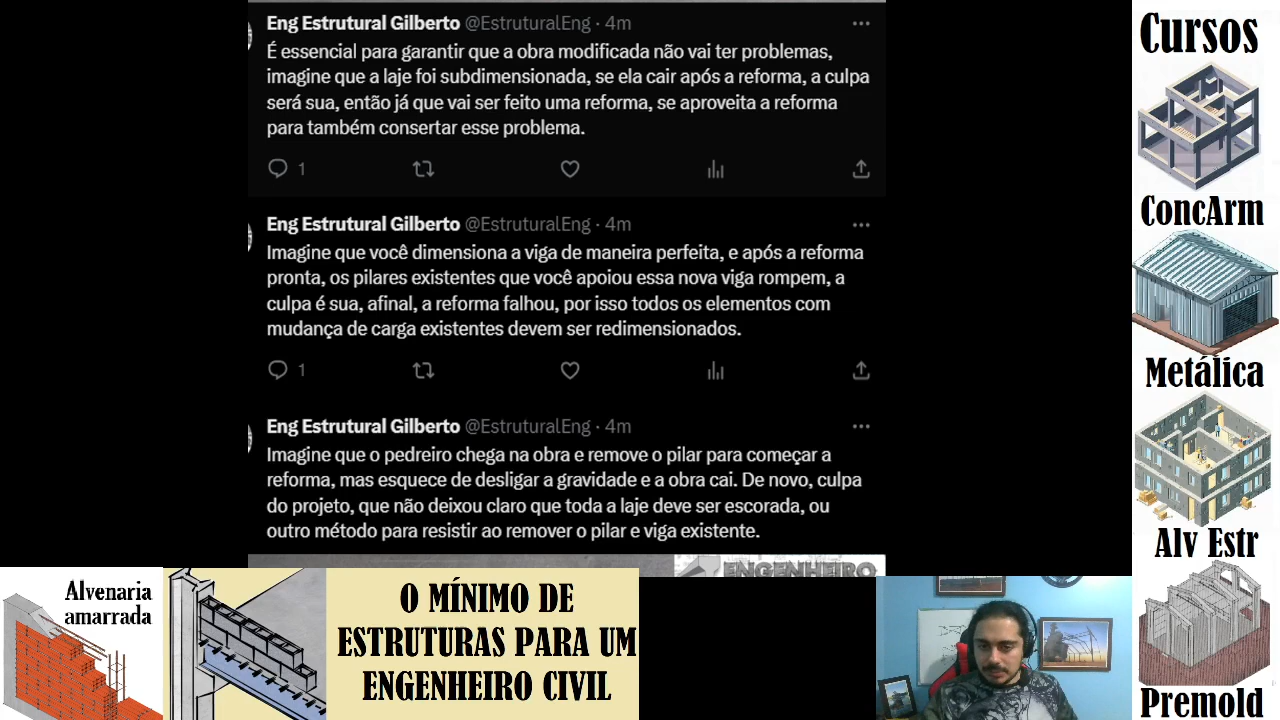 Eng Estrutural Gilberto @EstruturalEng · 4m
É essencial para garantir que a obra modificada não vai ter problemas,
imagine que a laje foi subdimensionada, se ela cair após a reforma, a culpa
será sua, então já que vai ser feito uma reforma, se aproveita a reforma
para também consertar esse problema.
1
Eng Estrutural Gilberto @EstruturalEng · 4m
Imagine que você dimensiona a viga de maneira perfeita, e após a reforma
pronta, os pilares existentes que você apoiou essa nova viga rompem, a
culpa é sua, afinal, a reforma falhou, por isso todos os elementos com
mudança de carga existentes devem ser redimensionados.
1
Eng Estrutural Gilberto @EstruturalEng · 4m
Imagine que o pedreiro chega na obra e remove o pilar para começar a
reforma, mas esquece de desligar a gravidade e a obra cai. De novo, culpa
do projeto, que não deixou claro que toda a laje deve ser escorada, ou
outro método para resistir ao remover o pilar e viga existente.
ENGENHEIRO
Alvenaria
amarrada
O MÍNIMO DE
ESTRUTURAS PARA UM
ENGENHEIRO CIVIL
Cursos
ConcArm
Metálica
Alv Estr
Premold